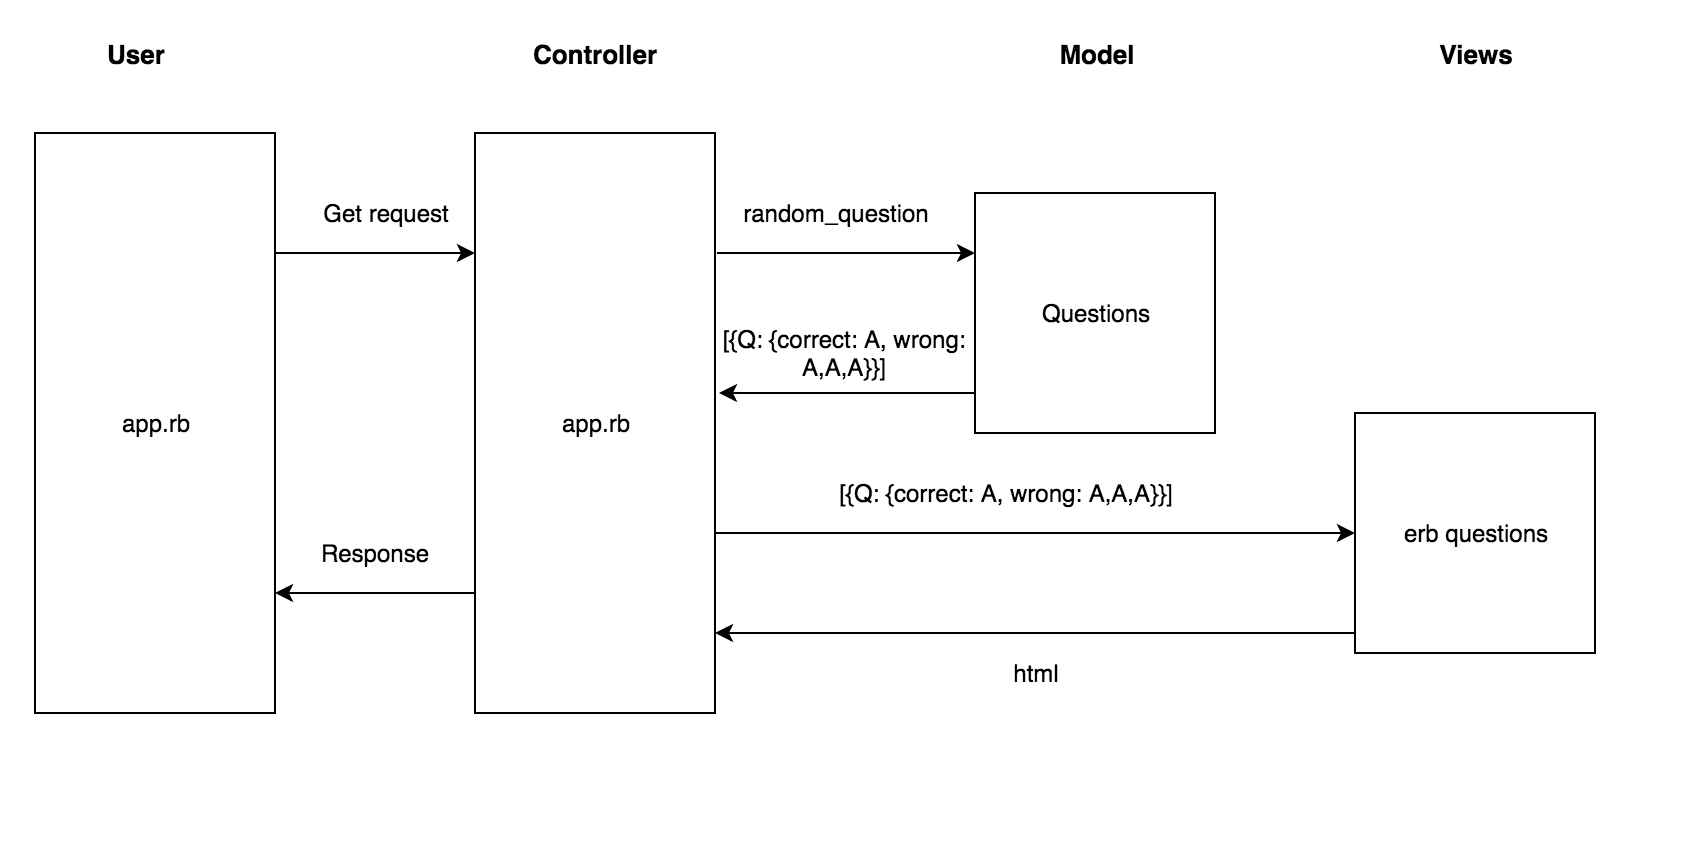 User
Controller
Model
Views
Get request
random_question
Questions
[{Q: {correct: A, wrong:
A,A,A}}]
app.rb
app.rb
[{Q: {correct: A, wrong: A,A,A}}]
erb questions
Response
html